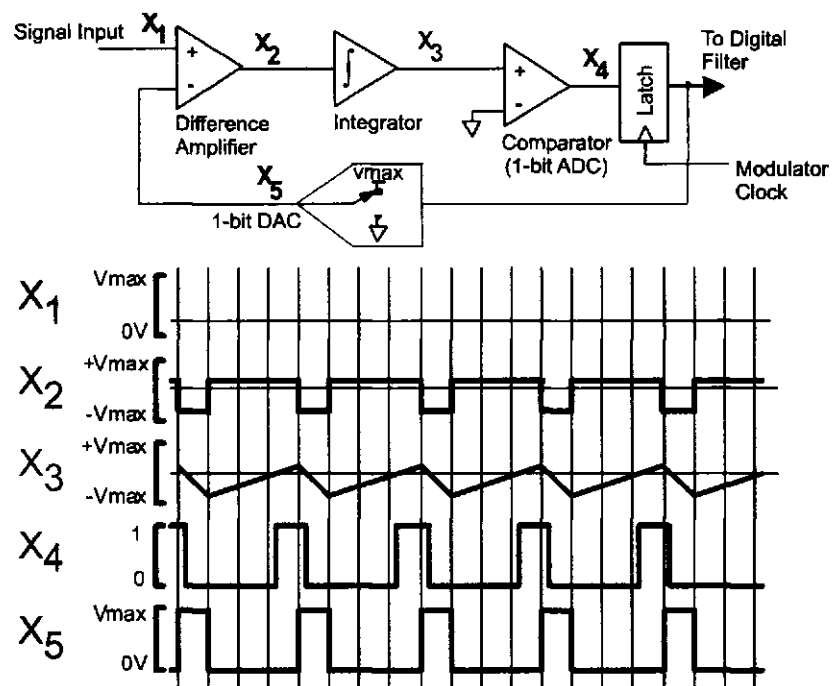 X1
Signal Input
+
-
Difference
Amplifier
X2
∫
Integrator
X3
+
-
Comparator
(1-bit ADC)
X4
Latch
To Digital
Filter
Modulator
Clock
X5
1-bit DAC
vmax
X1
Vmax
0V
X2
+Vmax
-Vmax
X3
+Vmax
-Vmax
X4
1
0
X5
Vmax
0V